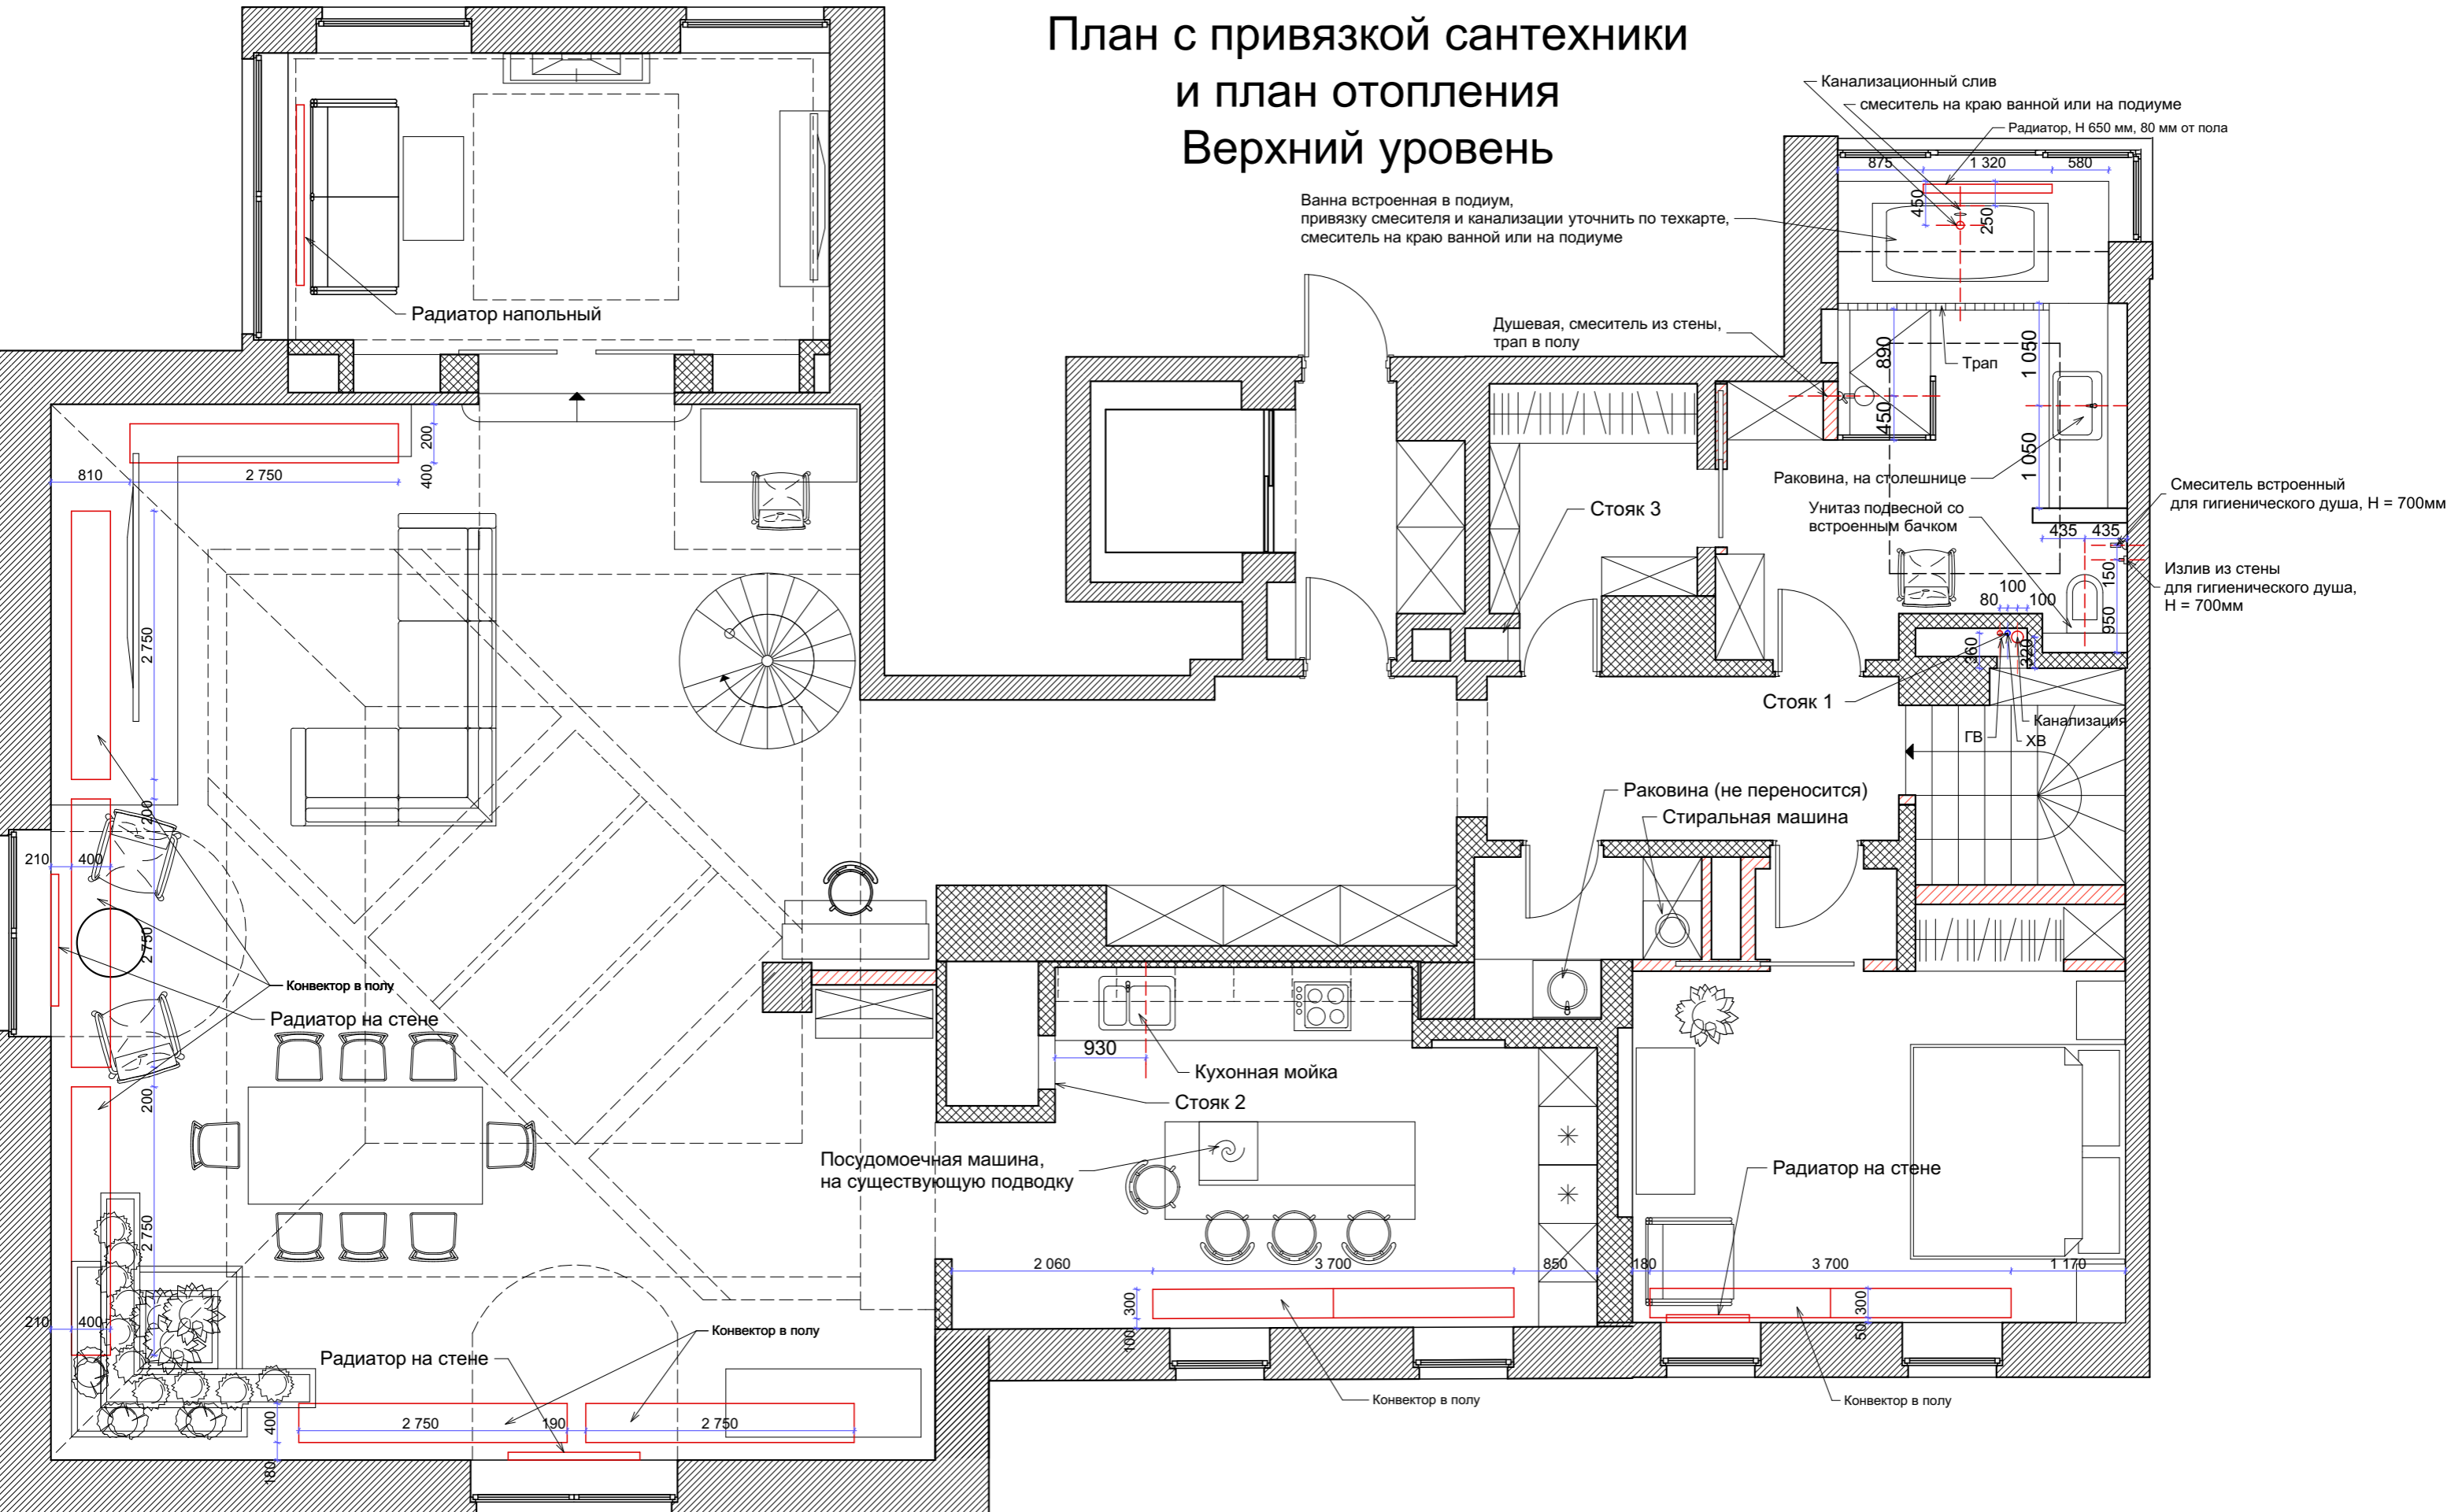 План с привязкой сантехники
и план отопления
Верхний уровень
Канализационный слив
смеситель на краю ванной или на подиуме
Радиатор, H 650 мм, 80 мм от пола
875
1 320
580
450
250
Ванна встроенная в подиум,
привязку смесителя и канализации уточнить по техкарте,
смеситель на краю ванной или на подиуме
Радиатор напольный
Душевая, смеситель из стены,
трап в полу
890
450
Трап
1 050
1 050
200
400
810
2 750
Раковина, на столешнице
Стояк 3
Унитаз подвесной со
встроенным бачком
Смеситель встроенный
для гигиенического душа, H = 700мм
435
435
150
950
Излив из стены
для гигиенического душа,
H = 700мм
100
80
100
360
320
Стояк 1
Канализация
ГВ
ХВ
2 750
200
210
400
2 750
200
2 750
210
400
Раковина (не переносится)
Стиральная машина
Конвектор в полу
Радиатор на стене
930
Кухонная мойка
Стояк 2
Посудомоечная машина,
на существующую подводку
Радиатор на стене
2 060
3 700
850
180
3 700
1 170
300
100
300
50
Конвектор в полу
Радиатор на стене
Конвектор в полу
Конвектор в полу
2 750
190
2 750
400
180